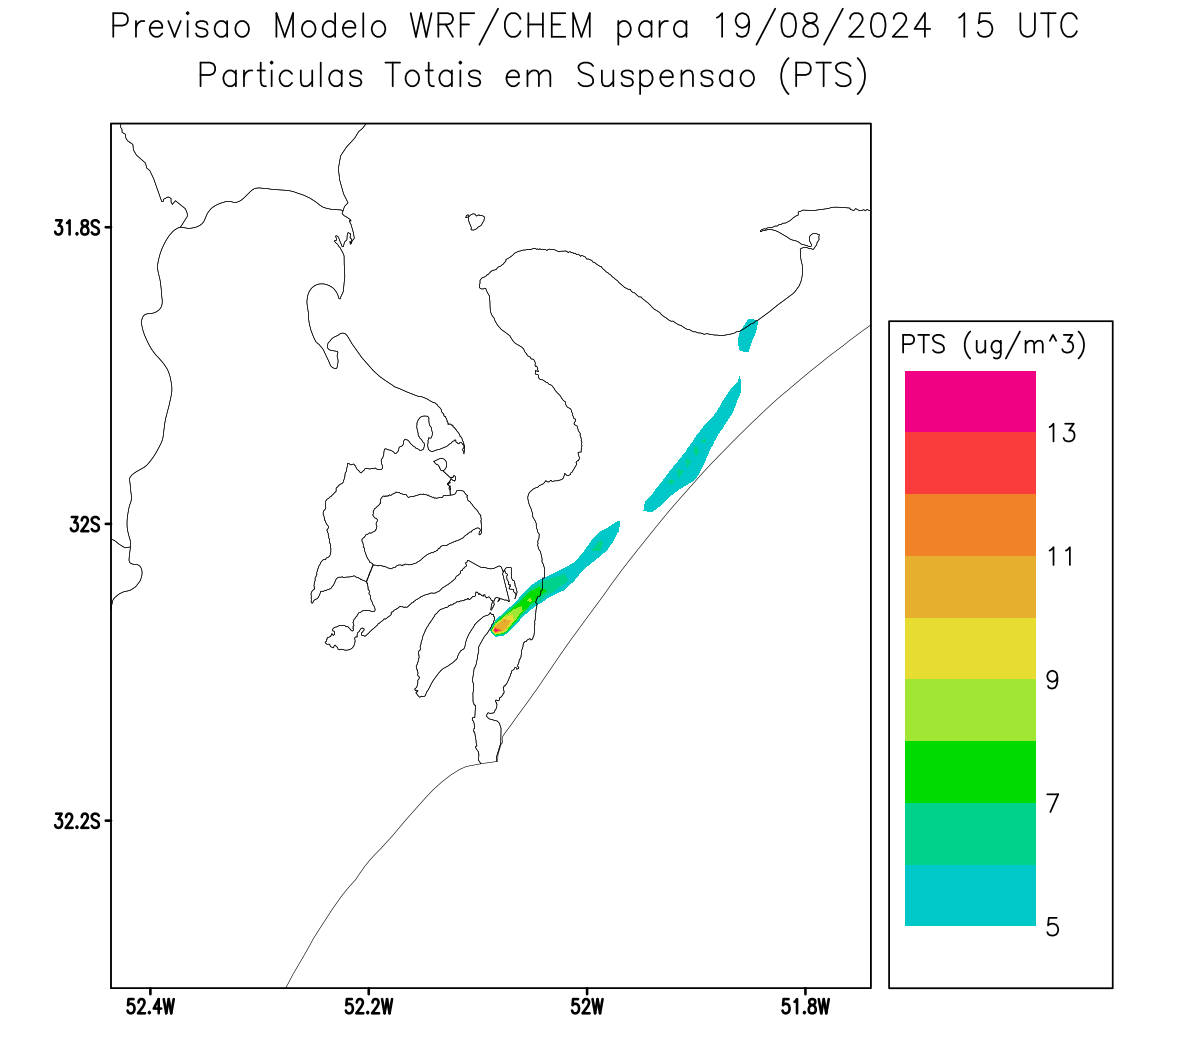 Previsao Modelo WRF/CHEM para 19/08/2024 15 UTC
Particulas Totais em Suspensao (PTS)
31.8S
32S
32.2S
52.4W 52.2W 52W 51.8W
PTS (ug/m^3)
13
11
9
7
5